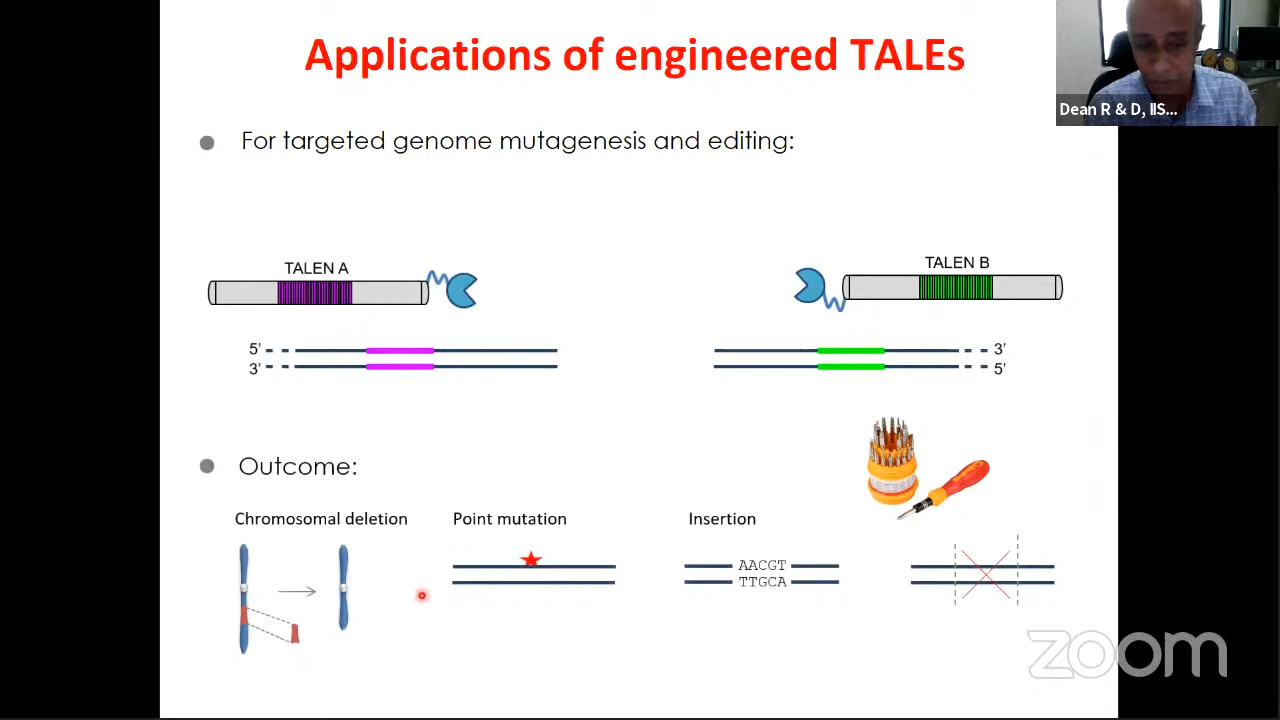 Applications of engineered TALEs
Dean R & D, IIS...
For targeted genome mutagenesis and editing:
TALEN A
TALEN B
5’
3’
3’
5’
Outcome:
Chromosomal deletion
Point mutation
Insertion
AACGT
TTGCA
zoom